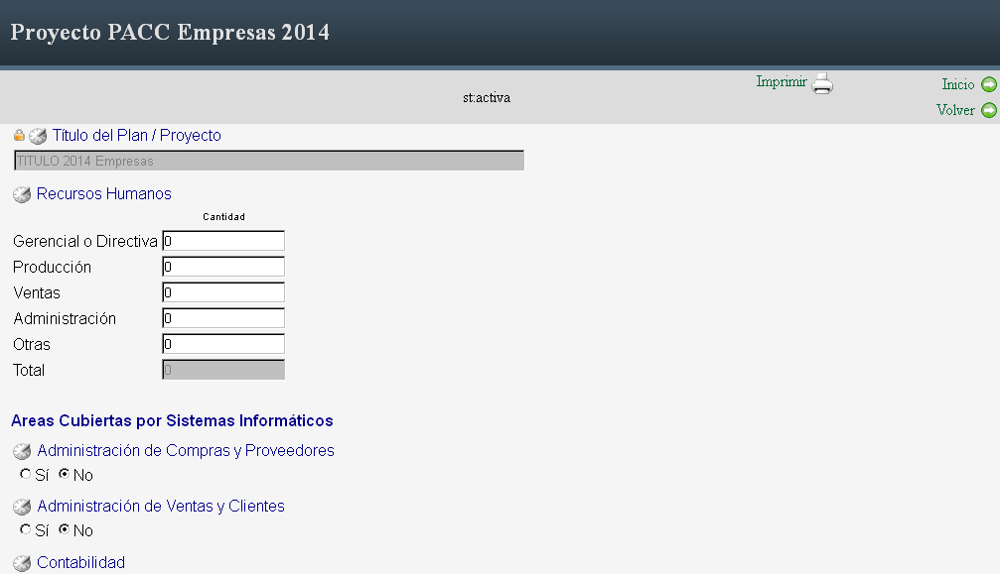 Proyecto PACC Empresas 2014
st:activa
Imprimir
Inicio
Volver
Título del Plan / Proyecto
TITULO 2014 Empresas
Recursos Humanos
Cantidad
Gerencial o Directiva 0
Producción 0
Ventas 0
Administración 0
Otras 0
Total 0
Areas Cubiertas por Sistemas Informáticos
Administración de Compras y Proveedores
Sí No
Administración de Ventas y Clientes
Sí No
Contabilidad